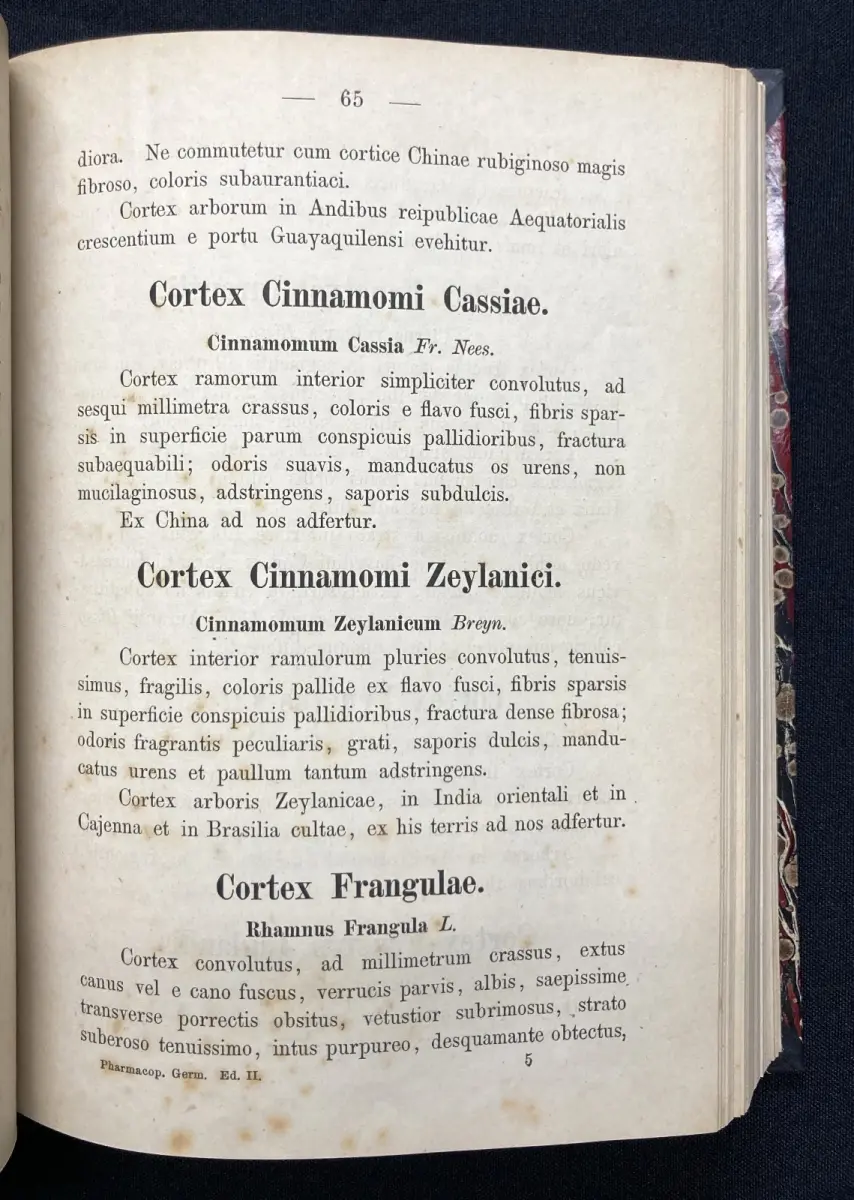 — 65 —
diora. Ne commutetur cum cortice Chinae rubiginoso magis
fibroso, coloris subaurantiaci.
Cortex arborum in Andibus reipublicae Aequatorialis
crescentium e portu Guayaquilensi evehitur.
Cortex Cinnamomi Cassiae.
Cinnamomum Cassia Fr. Nees.
Cortex ramorum interior simpliciter convolutus, ad
sesqui millimetra crassus, coloris e flavo fusci, fibris spar-
sis in superficie parum conspicuis pallidioribus, fractura
subaequabili; odoris suavis, manducatus os urens, non
mucilaginosus, adstringens, saporis subdulcis.
Ex China ad nos adfertur.
Cortex Cinnamomi Zeylanici.
Cinnamomum Zeylanicum Breyn.
Cortex interior ramulorum pluries convolutus, tenuis-
simus, fragilis, coloris pallide ex flavo fusci, fibris sparsis
in superficie conspicuis pallidioribus, fractura dense fibrosa;
odoris fragrantis peculiaris, grati, saporis dulcis, mandu-
catus urens et paullum tantum adstringens.
Cortex arboris Zeylanicae, in India orientali et in
Cajenna et in Brasilia cultae, ex his terris ad nos adfertur.
Cortex Frangulae.
Rhamnus Frangula L.
Cortex convolutus, ad millimetrum crassus, extus
canus vel e cano fuscus, verrucis parvis, albis, saepissime
transverse porrectis obsitus, vetustior subrimosus, strato
suberoso tenuissimo, intus purpureo, desquamante obtectus,
Pharmacop. Germ. Ed. II. 5